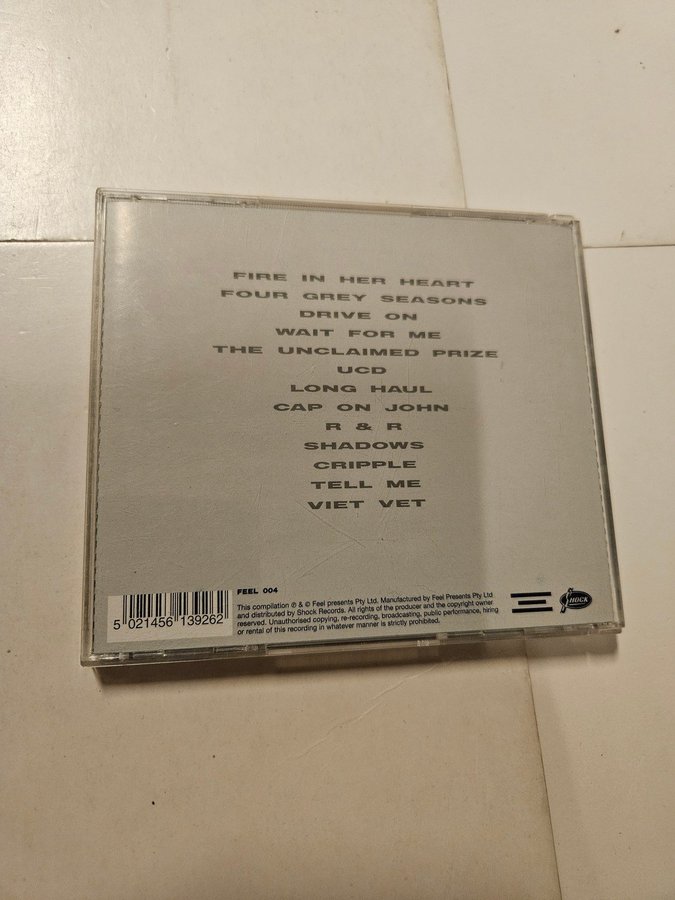 FIRE IN HER HEART
FOUR GREY SEASONS
DRIVE ON
WAIT FOR ME
THE UNCLAIMED PRIZE
UCD
LONG HAUL
CAP ON JOHN
R & R
SHADOWS
CRIPPLE
TELL ME
VIET VET
FEEL 004
This compilation ℗ & © Feel presents Pty Ltd. Manufactured by Feel Presents Pty Ltd
and distributed by Shock Records. All rights of the producer and the copyright owner
reserved. Unauthorised copying, re-recording, broadcasting, public performance, hiring
or rental of this recording in whatever manner is strictly prohibited.
5 021456 139262
SHOCK